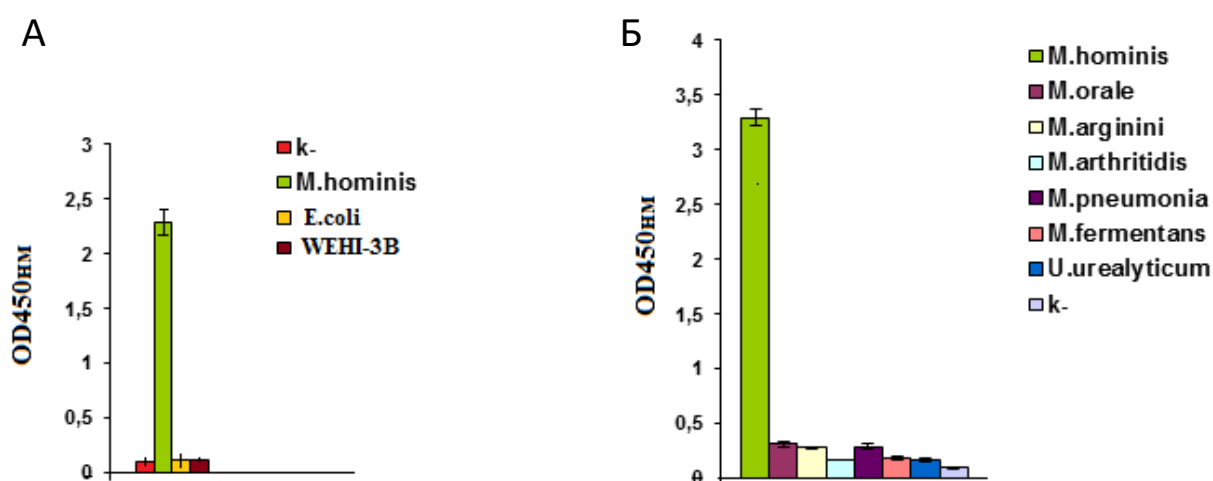 А
3
2,5
2
1,5
1
0,5
0
OD450нм
k-
M.hominis
E.coli
WEHI-3B
Б
4
3,5
3
2,5
2
1,5
1
0,5
0
OD450нм
M.hominis
M.orale
M.arginini
M.arthritidis
M.pneumonia
M.fermentans
U.urealyticum
k-